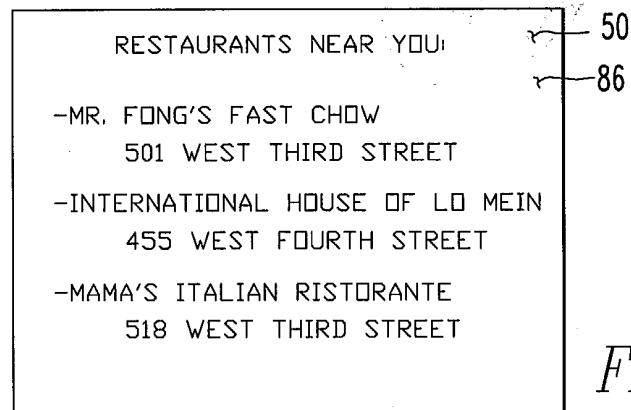 RESTAURANTS NEAR YOU:
50
86
-MR. FONG'S FAST CHOW
501 WEST THIRD STREET
-INTERNATIONAL HOUSE OF LO MEIN
455 WEST FOURTH STREET
-MAMA'S ITALIAN RISTORANTE
518 WEST THIRD STREET